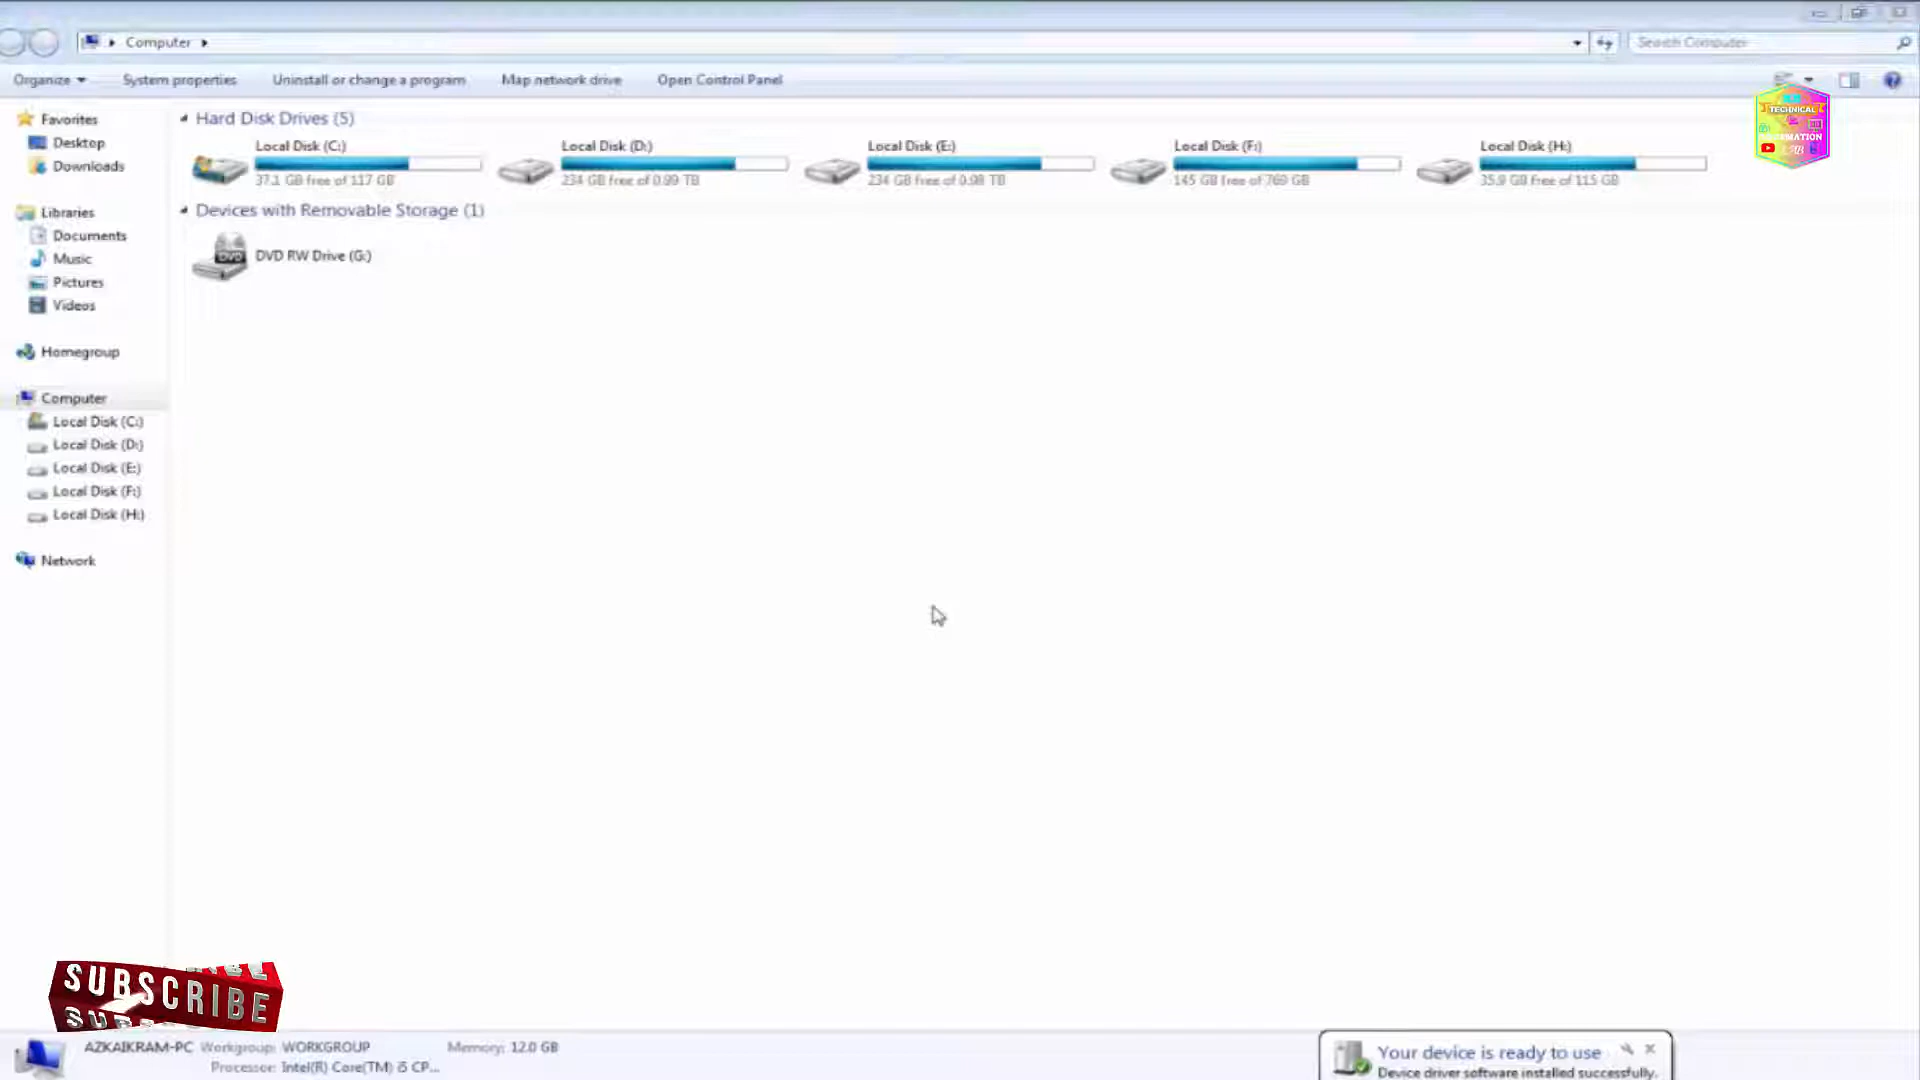 Computer
Search Computer
Organize
System properties
Uninstall or change a program
Map network drive
Open Control Panel
TECHNICAL
INFORMATION
Favorites
Desktop
Downloads
Libraries
Documents
Music
Pictures
Videos
Homegroup
Computer
Local Disk (C:)
Local Disk (D:)
Local Disk (E:)
Local Disk (F:)
Local Disk (H:)
Network
Hard Disk Drives (5)
Local Disk (C:)
37.1 GB free of 117 GB
Local Disk (D:)
234 GB free of 0.99 TB
Local Disk (E:)
234 GB free of 0.98 TB
Local Disk (F:)
145 GB free of 769 GB
Local Disk (H:)
35.9 GB free of 115 GB
Devices with Removable Storage (1)
DVD
DVD RW Drive (G:)
SUBSCRIBE
AZKAIKRAM-PC Workgroup: WORKGROUP Memory: 12.0 GB
Processor: Intel(R) Core(TM) i5 CP...
Your device is ready to use
Device driver software installed successfully.